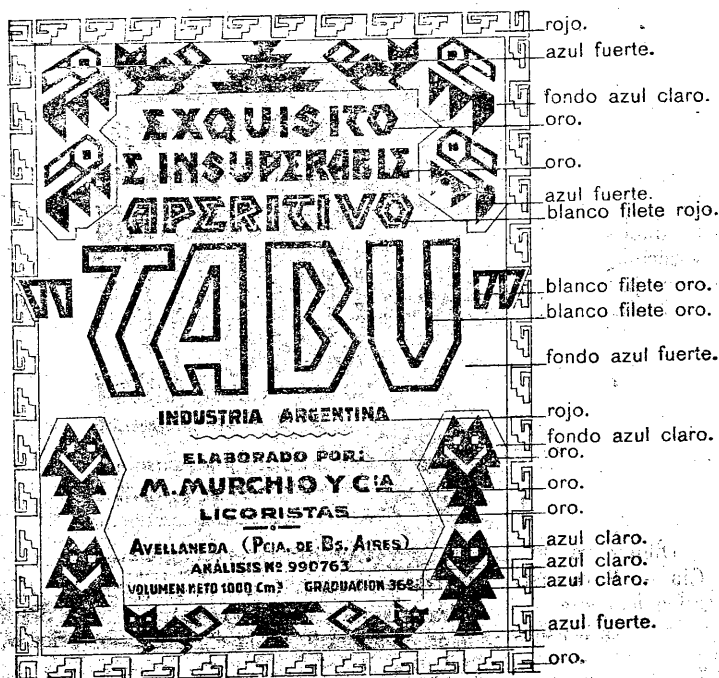 rojo.
azul fuerte.
fondo azul claro.
EXQUISITO oro.
E INSUPERABLE oro.
azul fuerte.
APERITIVO blanco filete rojo.
"TABU" blanco filete oro.
blanco filete oro.
fondo azul fuerte.
INDUSTRIA ARGENTINA rojo.
fondo azul claro.
ELABORADO POR: oro.
M. MURCHIO Y CIA oro.
LICORISTAS oro.
AVELLANEDA (PCIA. DE BS. AIRES) azul claro.
ANÁLISIS Nº 990763 azul claro.
VOLUMEN NETO 1000 Cm3 GRADUACION 36º azul claro.
azul fuerte.
oro.